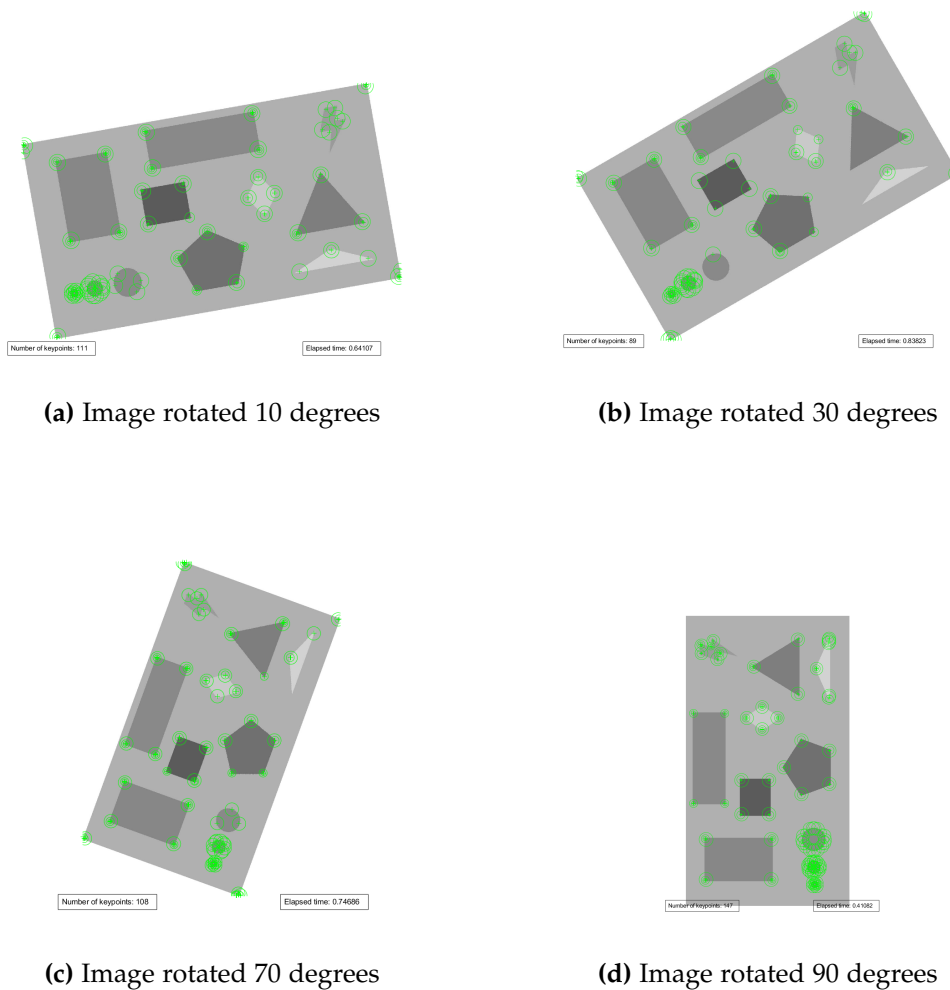 Number of keypoints: 111
Elapsed time: 0.64107
Number of keypoints: 89
Elapsed time: 0.83823
(a) Image rotated 10 degrees
(b) Image rotated 30 degrees
Number of keypoints: 108
Elapsed time: 0.74686
Number of keypoints: 147
Elapsed time: 0.41082
(c) Image rotated 70 degrees
(d) Image rotated 90 degrees